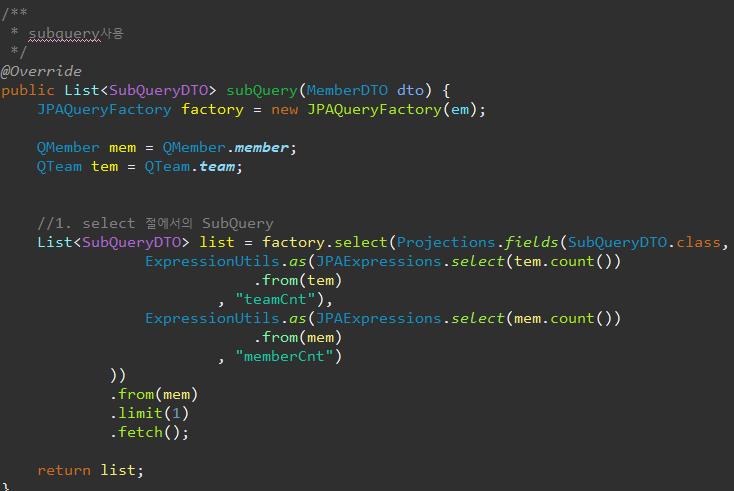 /**
 * subquery사용
 */
@Override
public List<SubQueryDTO> subQuery(MemberDTO dto) {
    JPAQueryFactory factory = new JPAQueryFactory(em);
    QMember mem = QMember.member;
    QTeam tem = QTeam.team;
    //1. select 절에서의 SubQuery
    List<SubQueryDTO> list = factory.select(Projections.fields(SubQueryDTO.class,
                ExpressionUtils.as(JPAExpressions.select(tem.count())
                            .from(tem)
                        , "teamCnt"),
                ExpressionUtils.as(JPAExpressions.select(mem.count())
                            .from(mem)
                        , "memberCnt")
            ))
            .from(mem)
            .limit(1)
            .fetch();
    return list;
}